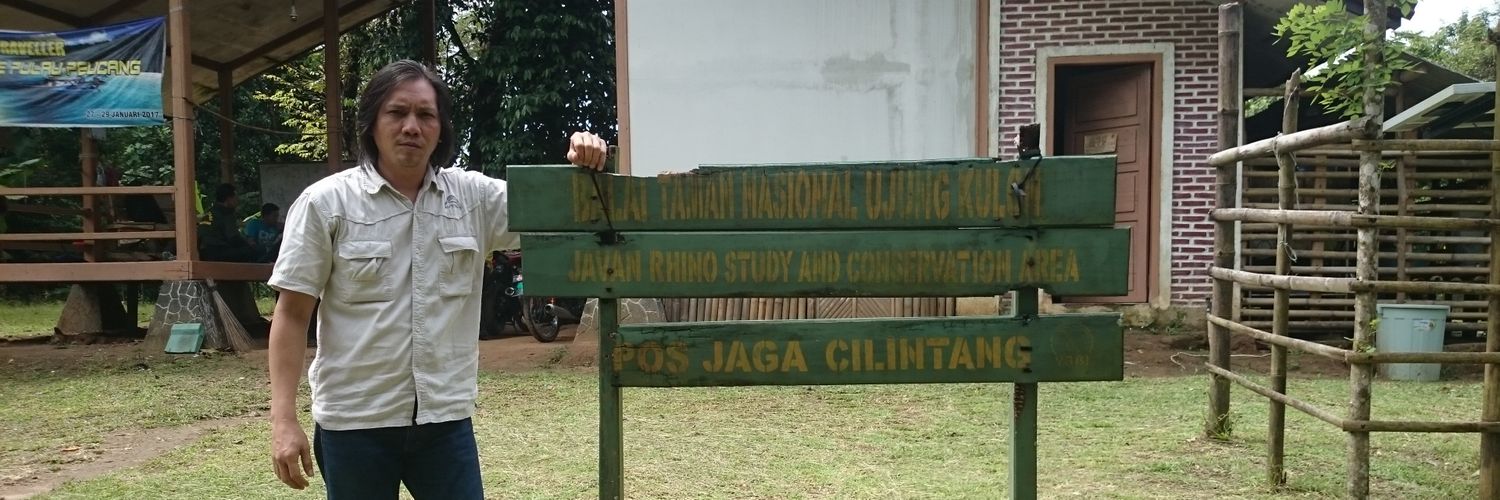 RAVELLER
PULAU PEUCANG
27 - 29 JANUARI 2017
BALAI TAMAN NASIONAL UJUNG KULON
JAVAN RHINO STUDY AND CONSERVATION AREA
POS JAGA CILINTANG